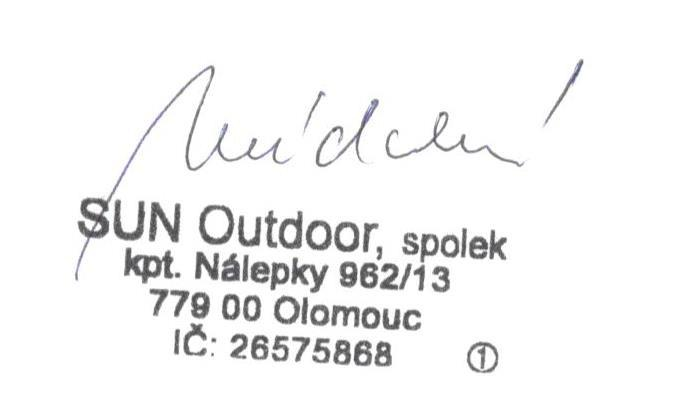 SUN Outdoor, spolek
kpt. Nálepky 962/13
779 00 Olomouc
IČ: 26575868 ①